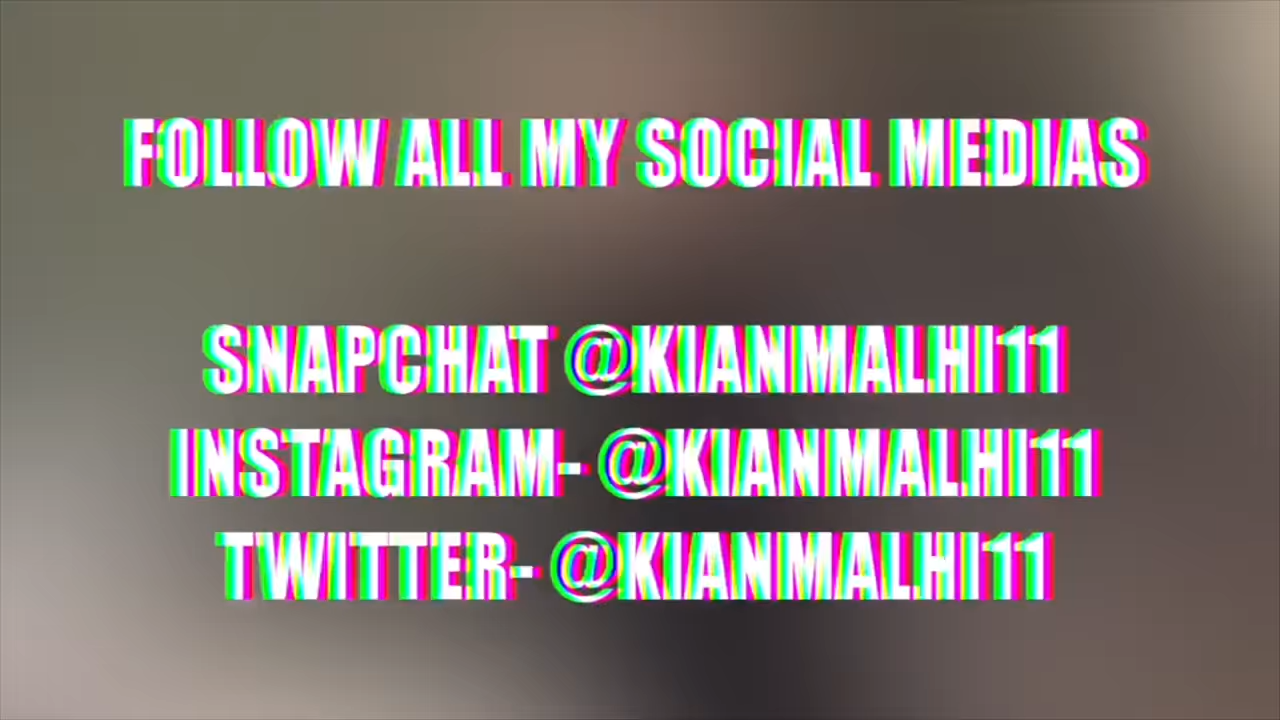 FOLLOW ALL MY SOCIAL MEDIAS
SNAPCHAT @KIANMALHI11
INSTAGRAM- @KIANMALHI11
TWITTER- @KIANMALHI11